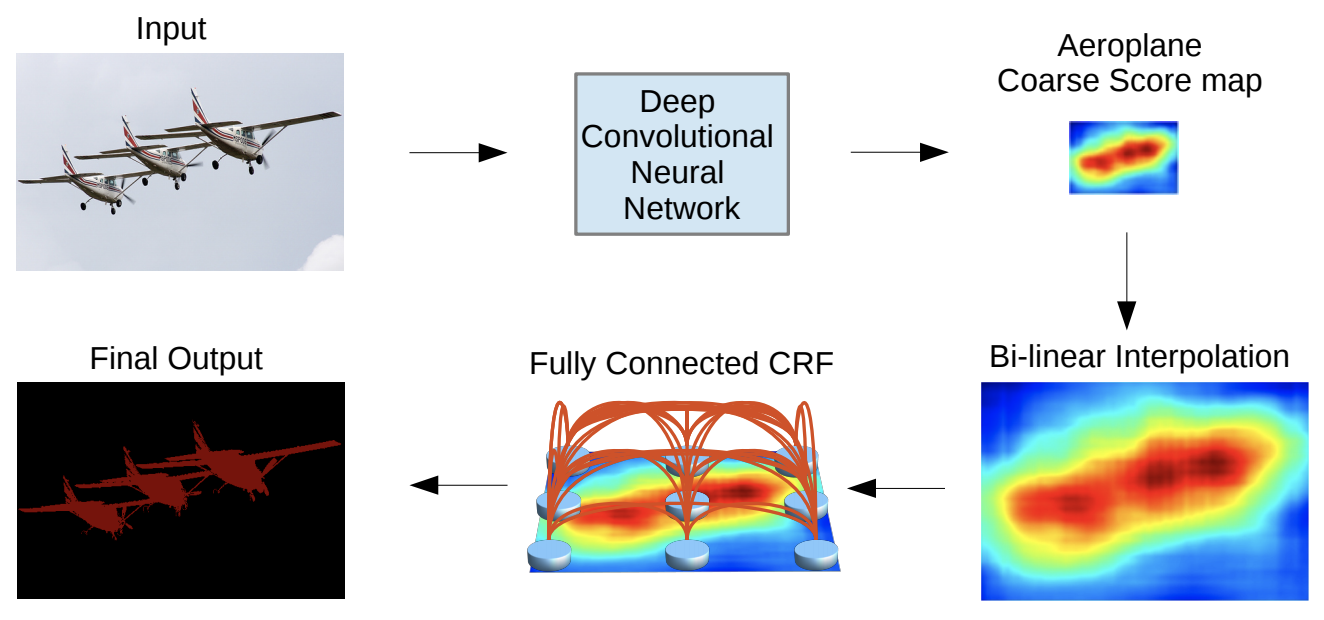 Input
Deep
Convolutional
Neural
Network
Aeroplane
Coarse Score map
Final Output
Fully Connected CRF
Bi-linear Interpolation